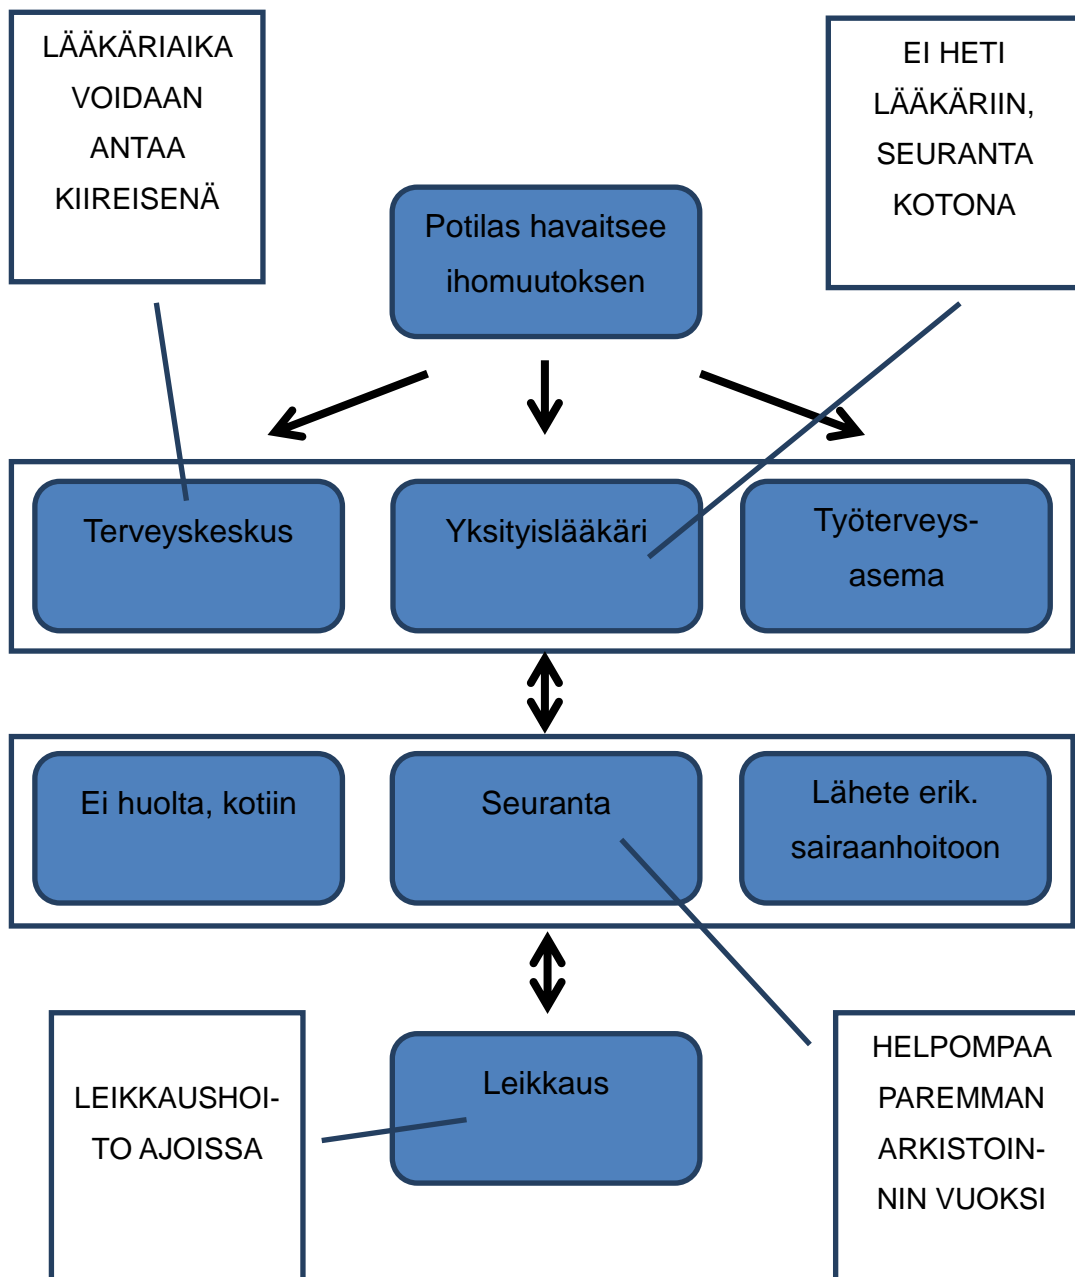 LÄÄKÄRIAIKA
VOIDAAN
ANTAA
KIIREISENÄ
EI HETI
LÄÄKÄRIIN,
SEURANTA
KOTONA
Potilas havaitsee
ihomuutoksen
Terveyskeskus
Yksityislääkäri
Työterveys-
asema
Ei huolta, kotiin
Seuranta
Lähete erik.
sairaanhoitoon
LEIKKAUSHOI-
TO AJOISSA
Leikkaus
HELPOMPAA
PAREMMAN
ARKISTOIN-
NIN VUOKSI